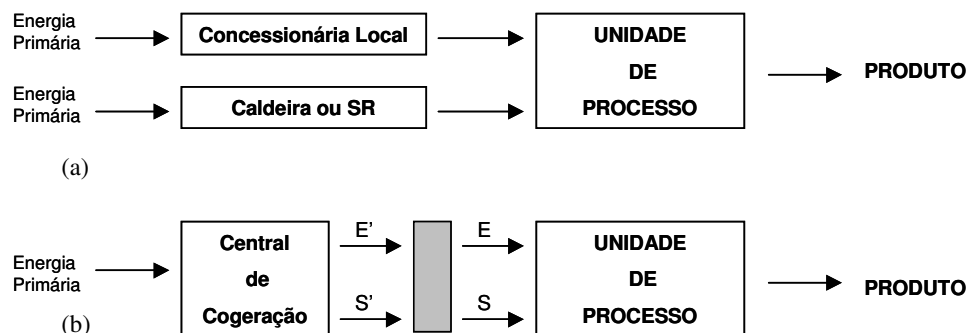 Energia
Primária
Concessionária Local
Energia
Primária
Caldeira ou SR
UNIDADE
DE
PROCESSO
PRODUTO
(a)
Energia
Primária
Central
de
Cogeração
E'
S'
E
S
UNIDADE
DE
PROCESSO
PRODUTO
(b)